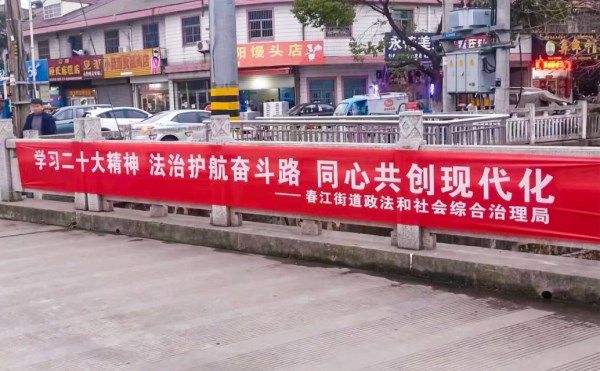 馒头店
学习二十大精神 法治护航奋斗路 同心共创现代化
——春江街道政法和社会综合治理局